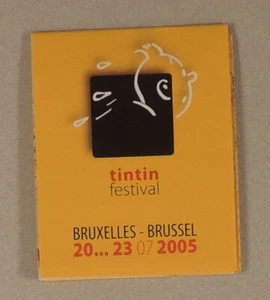 tintin
festival
BRUXELLES - BRUSSEL
20... 23 07 2005